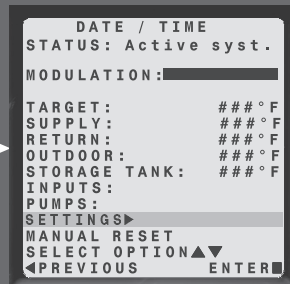 DATE / TIME
STATUS: Active syst.
MODULATION:
TARGET: ###°F
SUPPLY: ###°F
RETURN: ###°F
OUTDOOR: ###°F
STORAGE TANK: ###°F
INPUTS:
PUMPS:
SETTINGS▶
MANUAL RESET
SELECT OPTION▲▼
◀PREVIOUS ENTER■